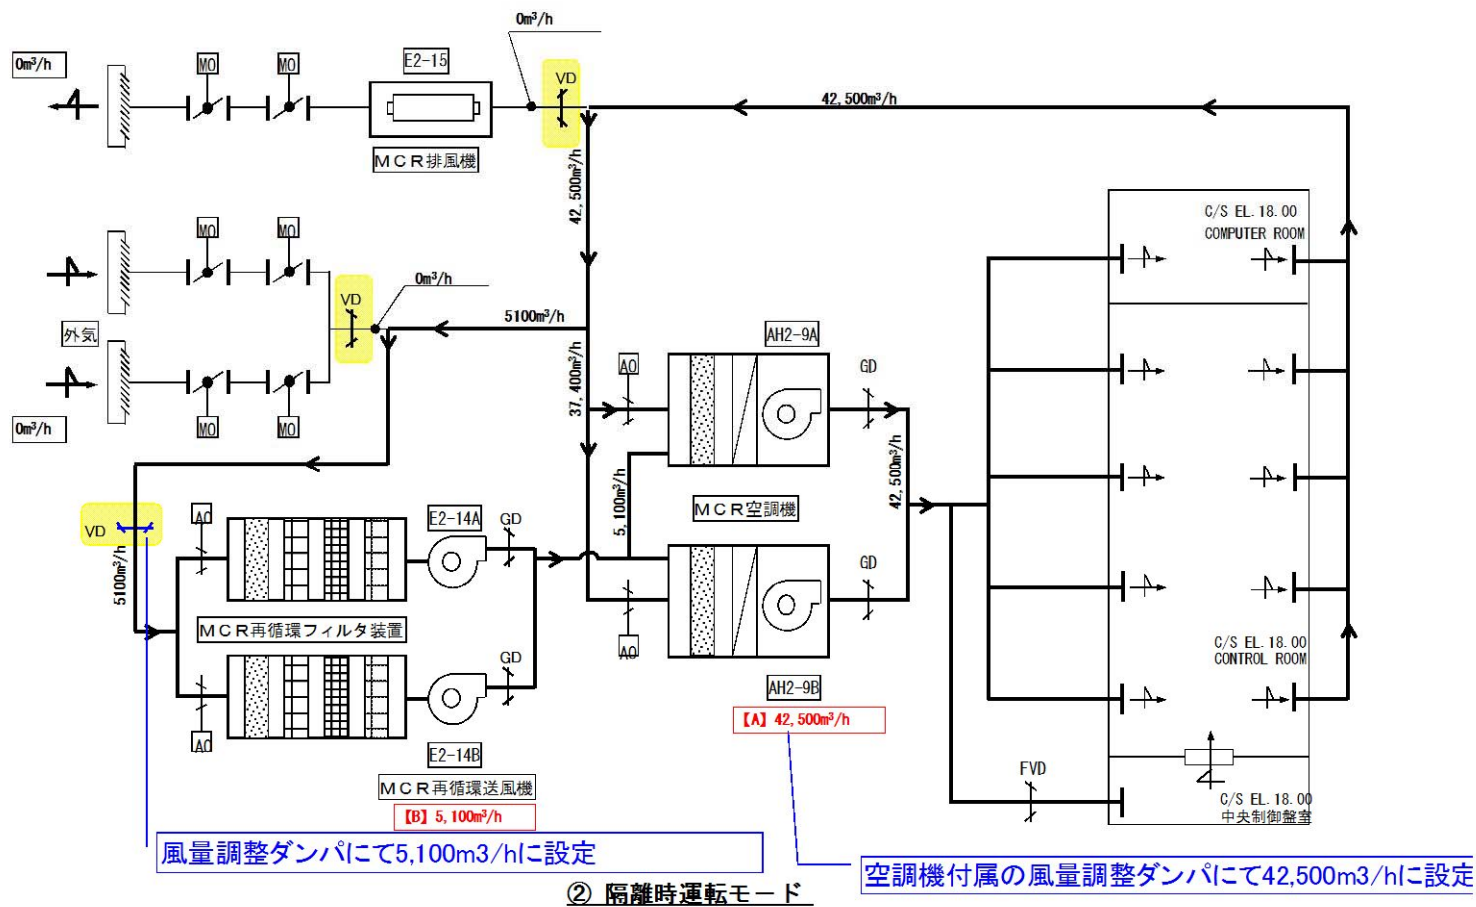 0m³/h
0m³/h
MO
MO
E2-15
VD
42,500m³/h
MCR排風機
42,500m³/h
C/S EL.18.00
COMPUTER ROOM
MO
MO
VD
0m³/h
5100m³/h
外気
AH2-9A
AO
GD
37,400m³/h
0m³/h
MO
MO
42,500m³/h
5,100m³/h
MCR空調機
VD
AO
E2-14A
GD
5100m³/h
GD
MCR再循環フィルタ装置
AO
C/S EL.18.00
CONTROL ROOM
GD
AH2-9B
【A】42,500m³/h
AO
E2-14B
MCR再循環送風機
【B】5,100m³/h
FVD
C/S EL.18.00
中央制御盤室
風量調整ダンパにて5,100m3/hに設定
空調機付属の風量調整ダンパにて42,500m3/hに設定
② 隔離時運転モード